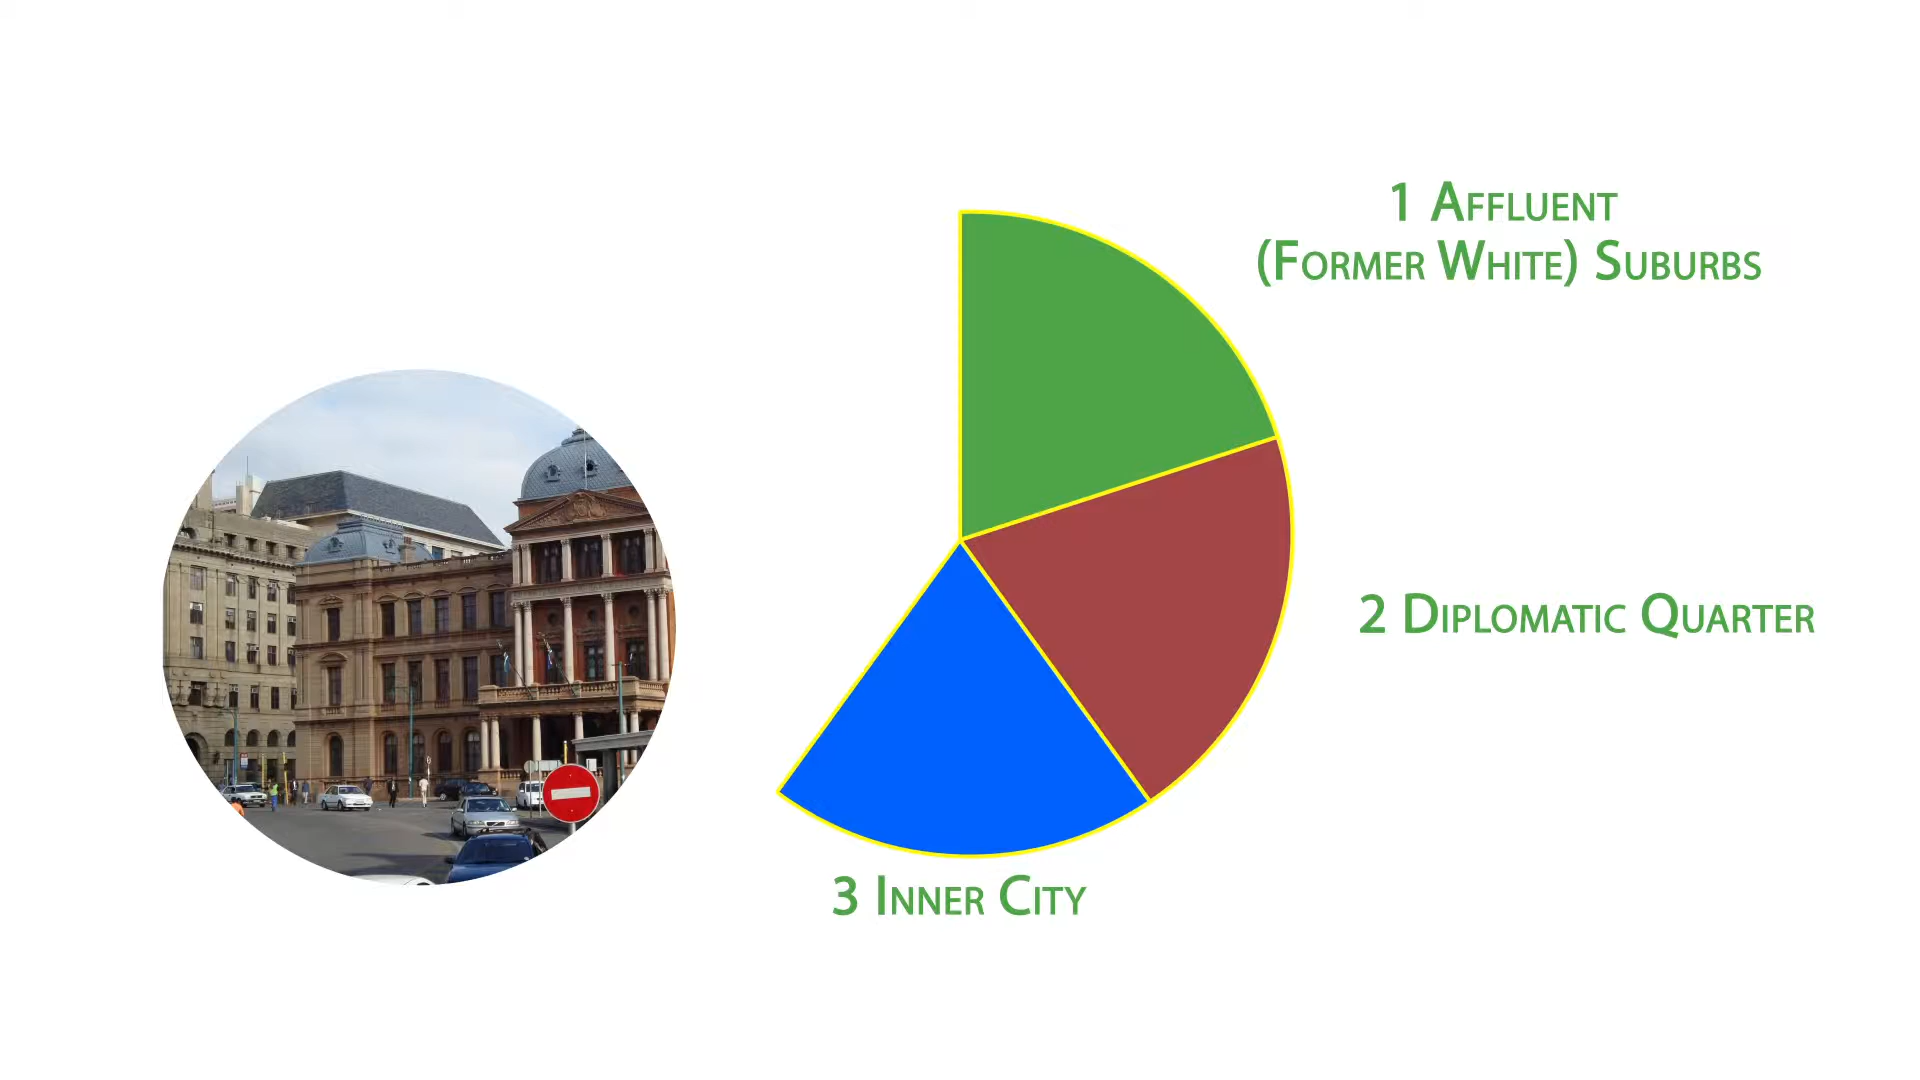 1 Affluent
(Former White) Suburbs
2 Diplomatic Quarter
3 Inner City